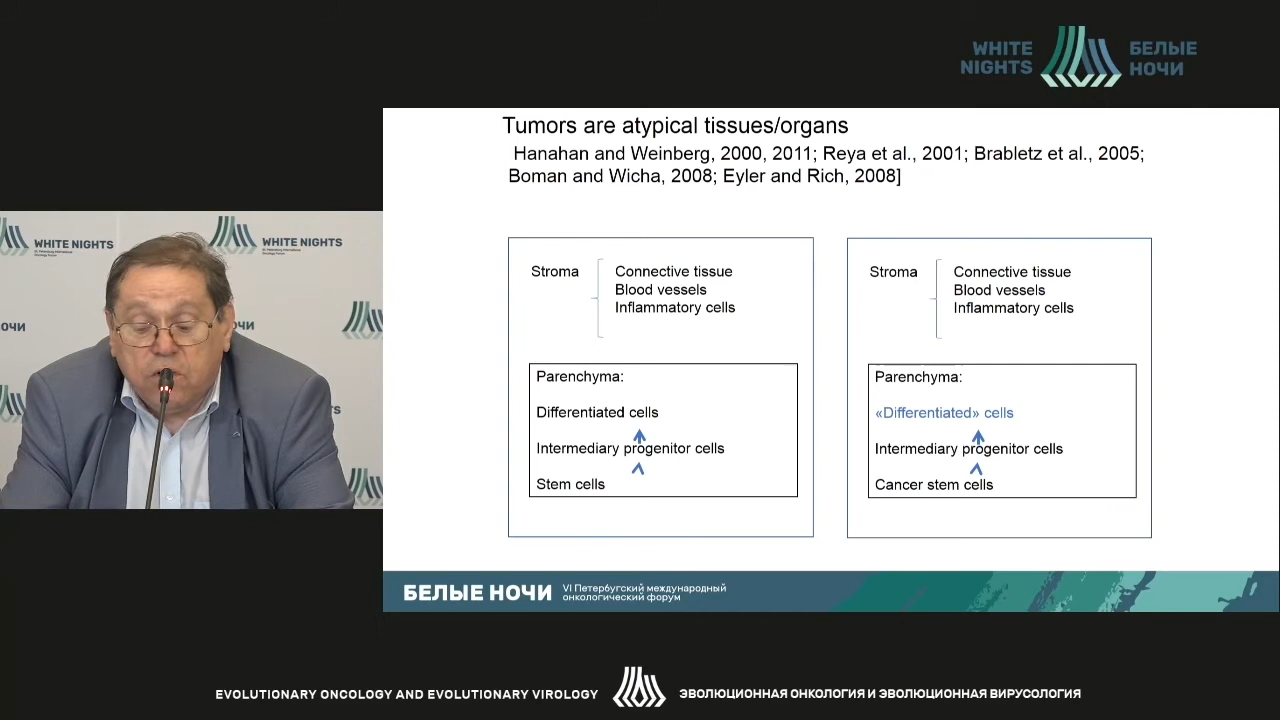 WHITE
NIGHTS
БЕЛЫЕ
НОЧИ
Tumors are atypical tissues/organs
Hanahan and Weinberg, 2000, 2011; Reya et al., 2001; Brabletz et al., 2005;
Boman and Wicha, 2008; Eyler and Rich, 2008]
WHITE NIGHTS
WHITE NIGHTS
ОЧИ
НОЧИ
Stroma
Connective tissue
Blood vessels
Inflammatory cells
Parenchyma:
Differentiated cells
Intermediary progenitor cells
Stem cells
Stroma
Connective tissue
Blood vessels
Inflammatory cells
Parenchyma:
«Differentiated» cells
Intermediary progenitor cells
Cancer stem cells
БЕЛЫЕ НОЧИ
VI Петербугский международный
онкологический форум
EVOLUTIONARY ONCOLOGY AND EVOLUTIONARY VIROLOGY
ЭВОЛЮЦИОННАЯ ОНКОЛОГИЯ И ЭВОЛЮЦИОННАЯ ВИРУСОЛОГИЯ